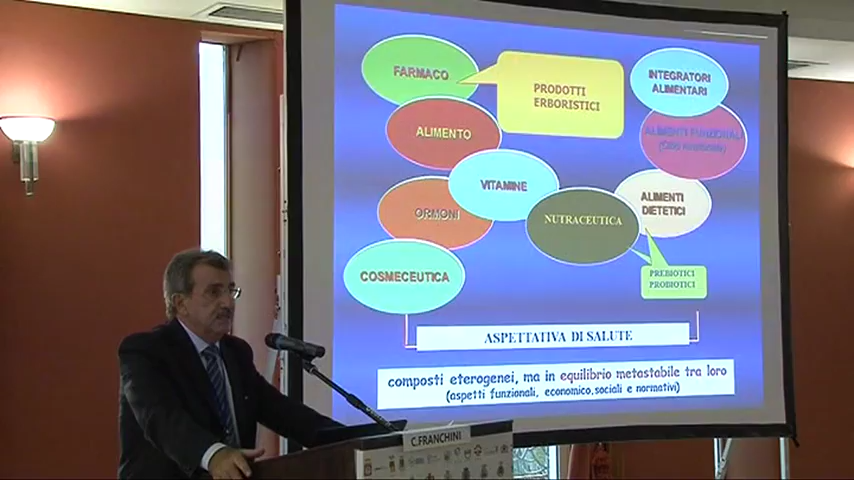 FARMACO
PRODOTTI
ERBORISTICI
INTEGRATORI
ALIMENTARI
ALIMENTO
ALIMENTI FUNZIONALI
VITAMINE
ALIMENTI
DIETETICI
ORMONI
NUTRACEUTICA
COSMECEUTICA
PREBIOTICI
PROBIOTICI
ASPETTATIVA DI SALUTE
composti eterogenei, ma in equilibrio metastabile tra loro
(aspetti funzionali, economico,sociali e normativi)
C.FRANCHINI